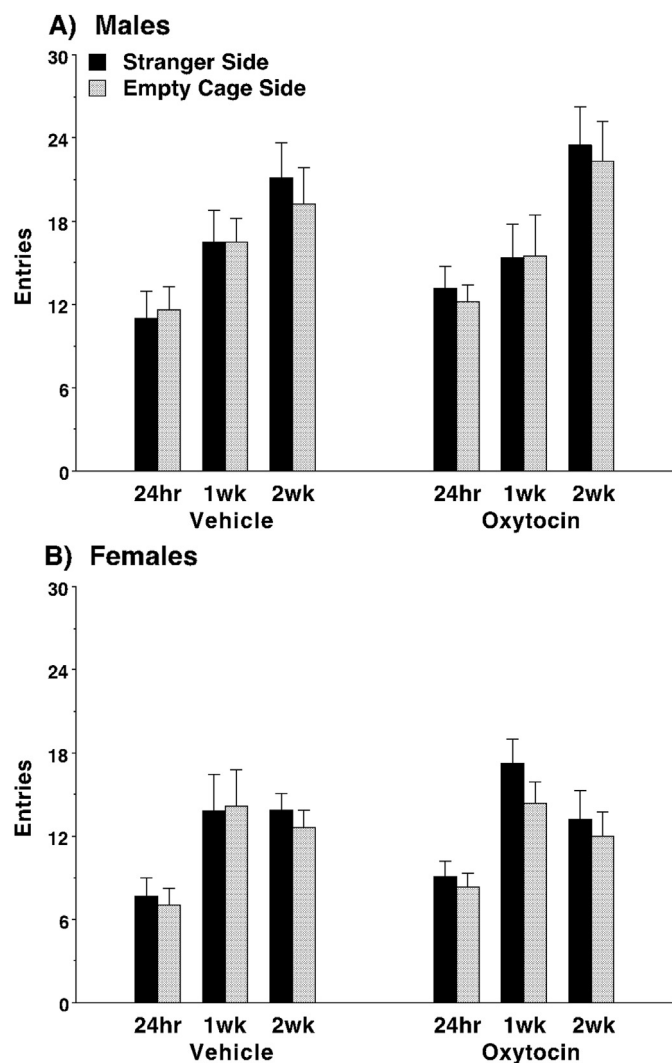 A) Males
30
Stranger Side
Empty Cage Side
24
18
Entries
12
6
0
24hr 1wk 2wk 24hr 1wk 2wk
Vehicle Oxytocin
B) Females
30
24
18
Entries
12
6
0
24hr 1wk 2wk 24hr 1wk 2wk
Vehicle Oxytocin